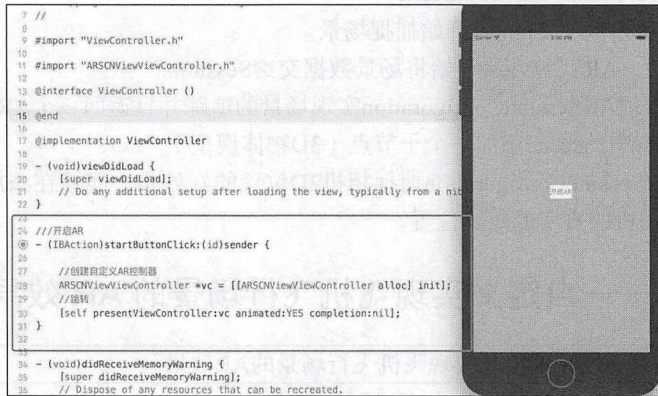 7 //
8
9 #import "ViewController.h"
10
11 #import "ARSCNViewViewController.h"
12
13 @interface ViewController ()
14
15 @end
16
17 @implementation ViewController
18
19 - (void)viewDidLoad {
20 [super viewDidLoad];
21 // Do any additional setup after loading the view, typically from a nib
22 }
23
24 ///开启AR
- (IBAction)startButtonClick:(id)sender {
26
27 //创建自定义AR控制器
28 ARSCNViewViewController *vc = [[ARSCNViewViewController alloc] init];
29 //跳转
30 [self presentViewController:vc animated:YES completion:nil];
31 }
32
33
34 - (void)didReceiveMemoryWarning {
35 [super didReceiveMemoryWarning];
36 // Dispose of any resources that can be recreated.
Carrier 2:00 PM
开启AR